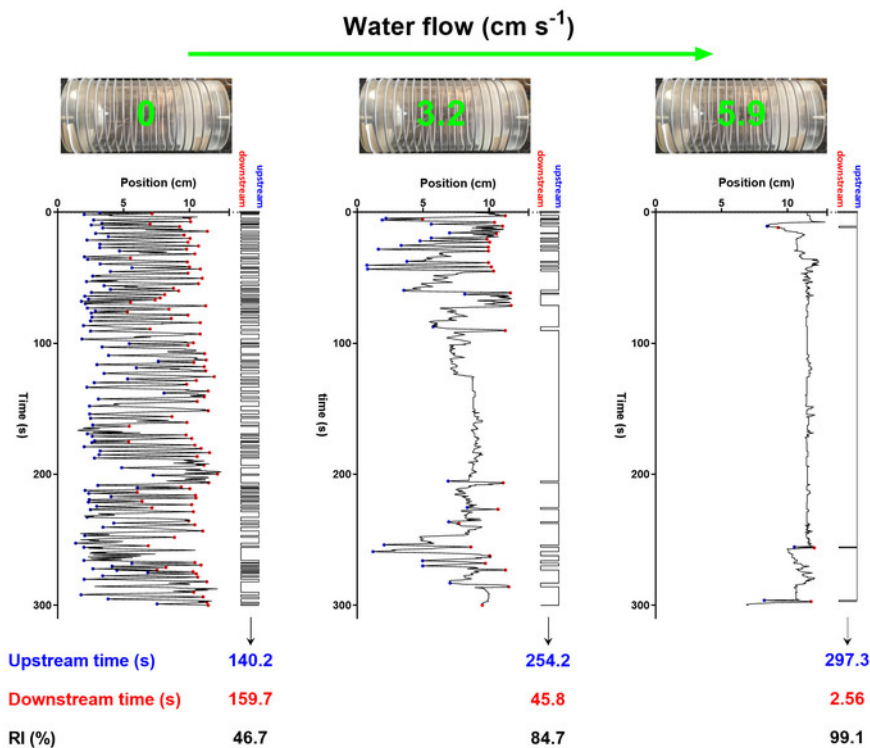 Water flow (cm s-1)
0 3.2 5.9
Position (cm) downstream upstream Position (cm) downstream upstream Position (cm) downstream upstream
0 5 10 0 5 10 0 5 10
0 0 0
100 100 100
Time (s) time (s) Time (s)
200 200 200
300 300 300
Upstream time (s) 140.2 254.2 297.3
Downstream time (s) 159.7 45.8 2.56
RI (%) 46.7 84.7 99.1